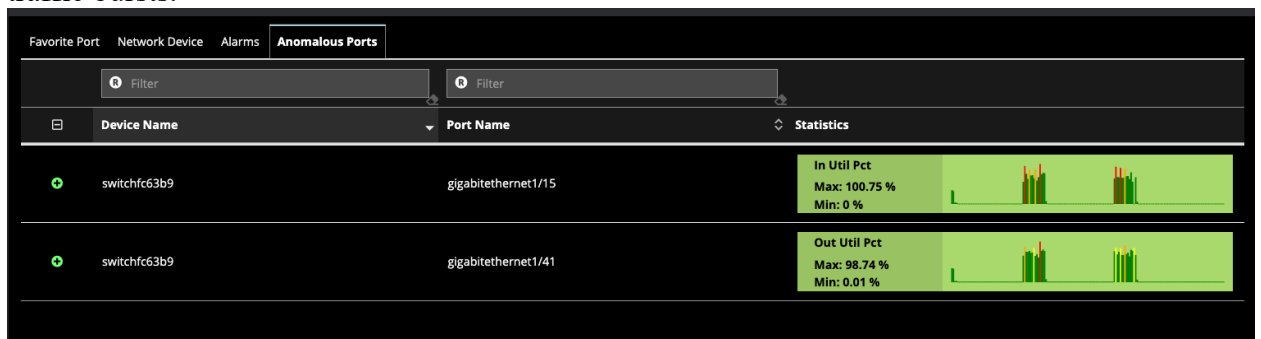 Favorite Port Network Device Alarms Anomalous Ports
R Filter R Filter
Device Name Port Name Statistics
switchfc63b9 gigabitethernet1/15 In Util Pct
Max: 100.75 %
Min: 0 %
switchfc63b9 gigabitethernet1/41 Out Util Pct
Max: 98.74 %
Min: 0.01 %